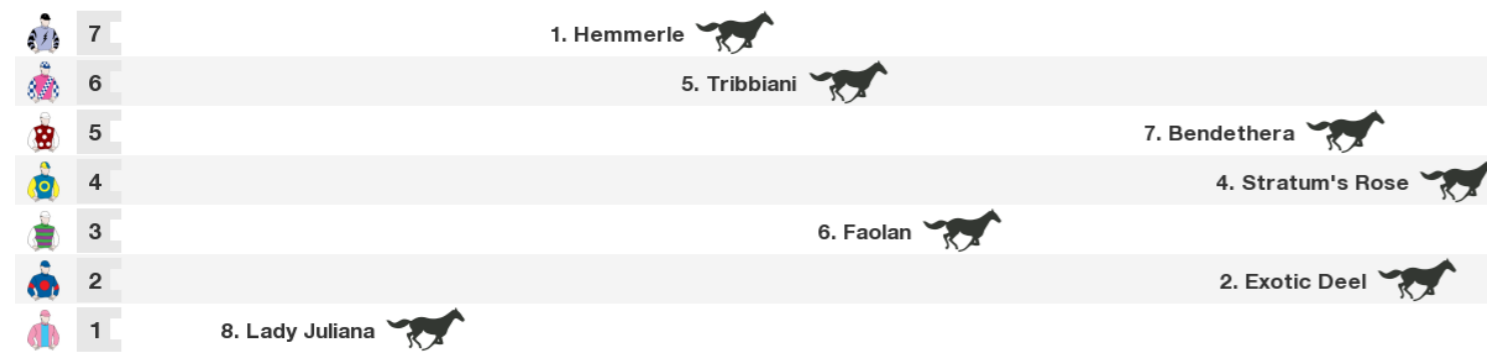 7 1. Hemmerle
6 5. Tribbiani
5 7. Bendethera
4 4. Stratum's Rose
3 6. Faolan
2 2. Exotic Deel
1 8. Lady Juliana